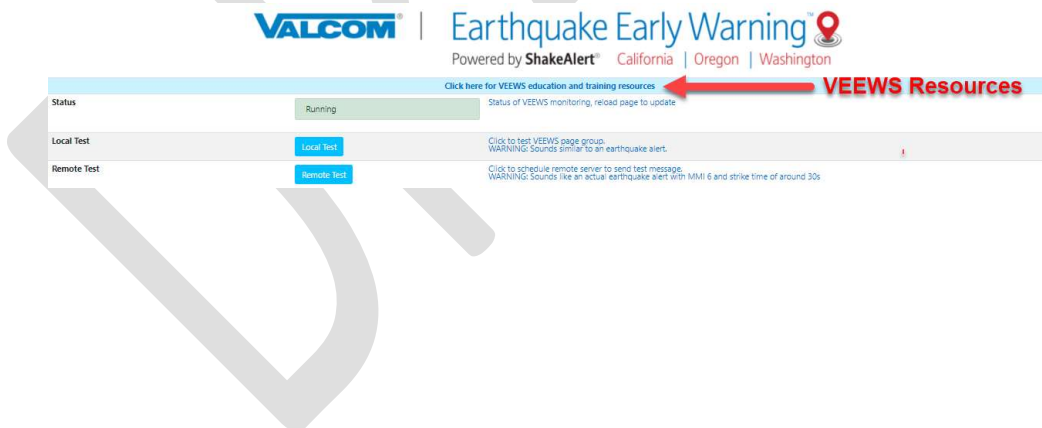 VALCOM® | Earthquake Early Warning™
Powered by ShakeAlert® California | Oregon | Washington
Click here for VEEWS education and training resources
VEEWS Resources
Status
Running
Status of VEEWS monitoring, reload page to update
Local Test
Local Test
Click to test VEEWS page group.
WARNING: Sounds similar to an earthquake alert.
Remote Test
Remote Test
Click to schedule remote server to send test message.
WARNING: Sounds like an actual earthquake alert with MMI 6 and strike time of around 30s